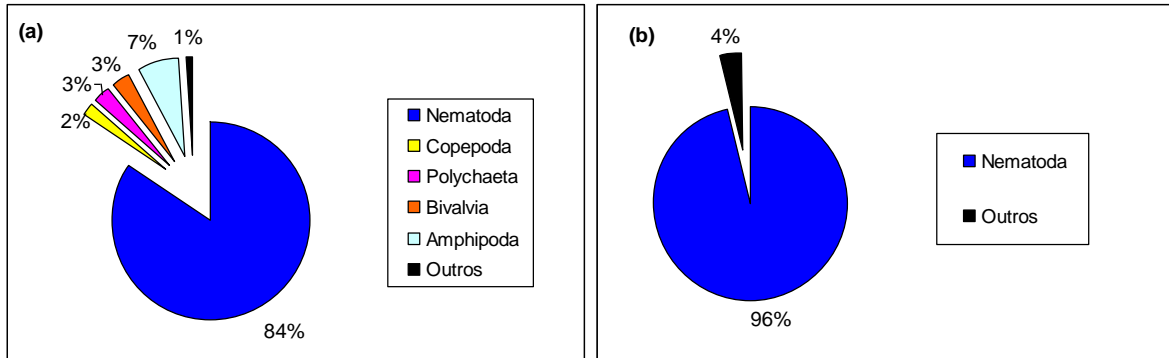 (a)
1%
7%
3%
3%
2%
84%
Nematoda
Copepoda
Polychaeta
Bivalvia
Amphipoda
Outros
(b)
4%
96%
Nematoda
Outros